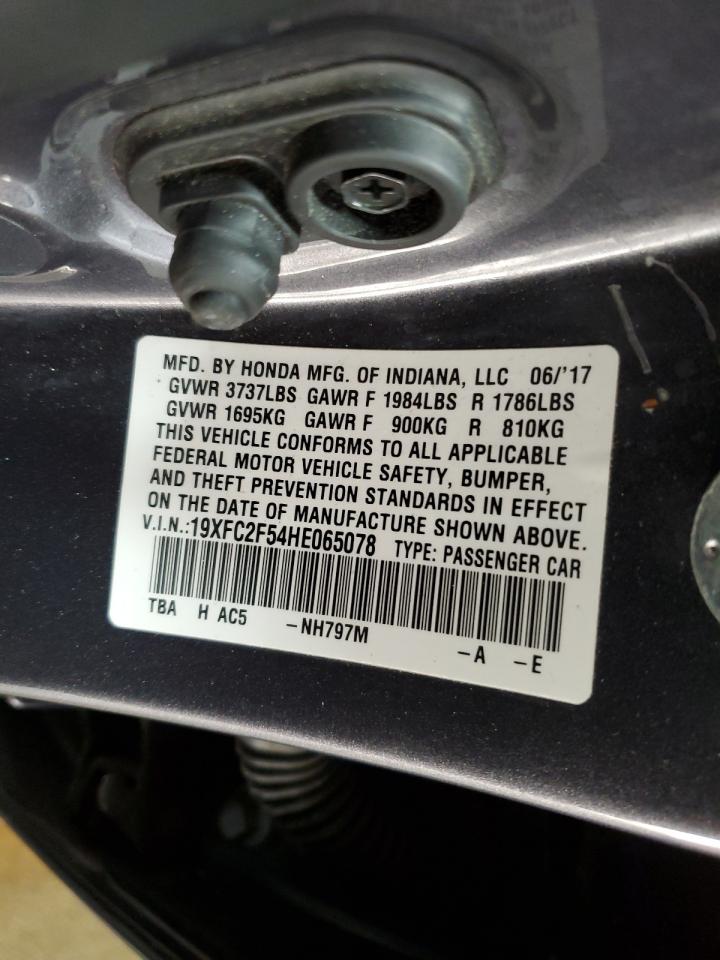 MFD. BY HONDA MFG. OF INDIANA, LLC 06/'17
GVWR 3737LBS GAWR F 1984LBS R 1786LBS
GVWR 1695KG GAWR F 900KG R 810KG
THIS VEHICLE CONFORMS TO ALL APPLICABLE
FEDERAL MOTOR VEHICLE SAFETY, BUMPER,
AND THEFT PREVENTION STANDARDS IN EFFECT
ON THE DATE OF MANUFACTURE SHOWN ABOVE.
V.I.N.:19XFC2F54HE065078 TYPE: PASSENGER CAR
TBA H AC5 -NH797M -A -E